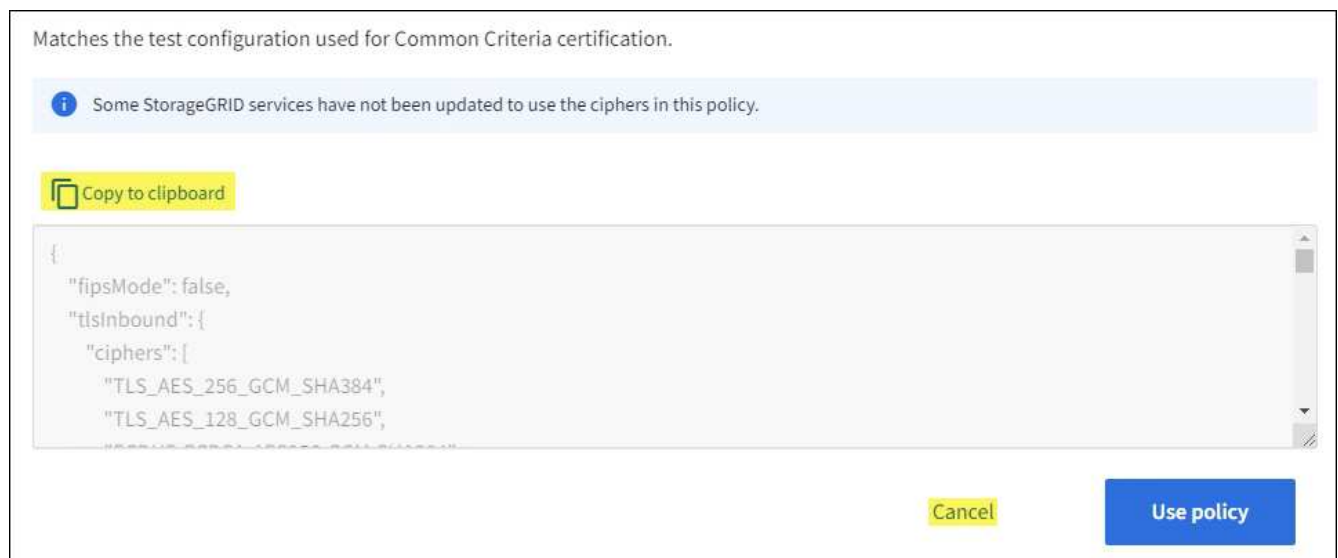 Matches the test configuration used for Common Criteria certification.
Some StorageGRID services have not been updated to use the ciphers in this policy.
Copy to clipboard
{
"fipsMode": false,
"tlsInbound": {
"ciphers": [
"TLS_AES_256_GCM_SHA384",
"TLS_AES_128_GCM_SHA256",
Cancel
Use policy